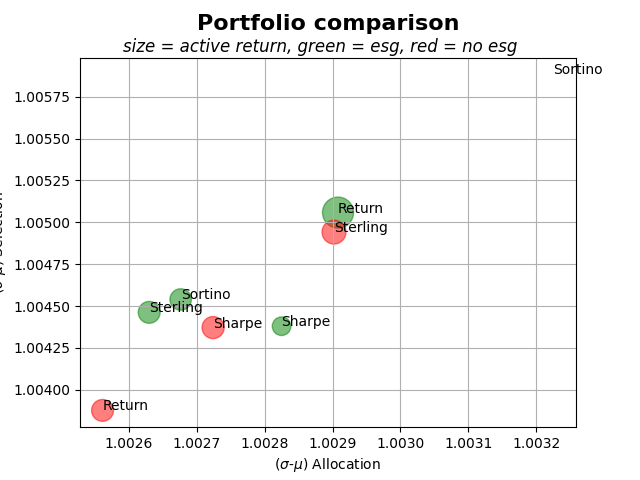 Portfolio comparison
size = active return, green = esg, red = no esg
Sortino
1.00575
1.00550
1.00525
Return
1.00500
Sterling
1.00475
Sortino
Sterling
1.00450
Sharpe
Sharpe
1.00425
1.00400
Return
1.0026 1.0027 1.0028 1.0029 1.0030 1.0031 1.0032
(σ-μ) Allocation
(σ-μ) Selection